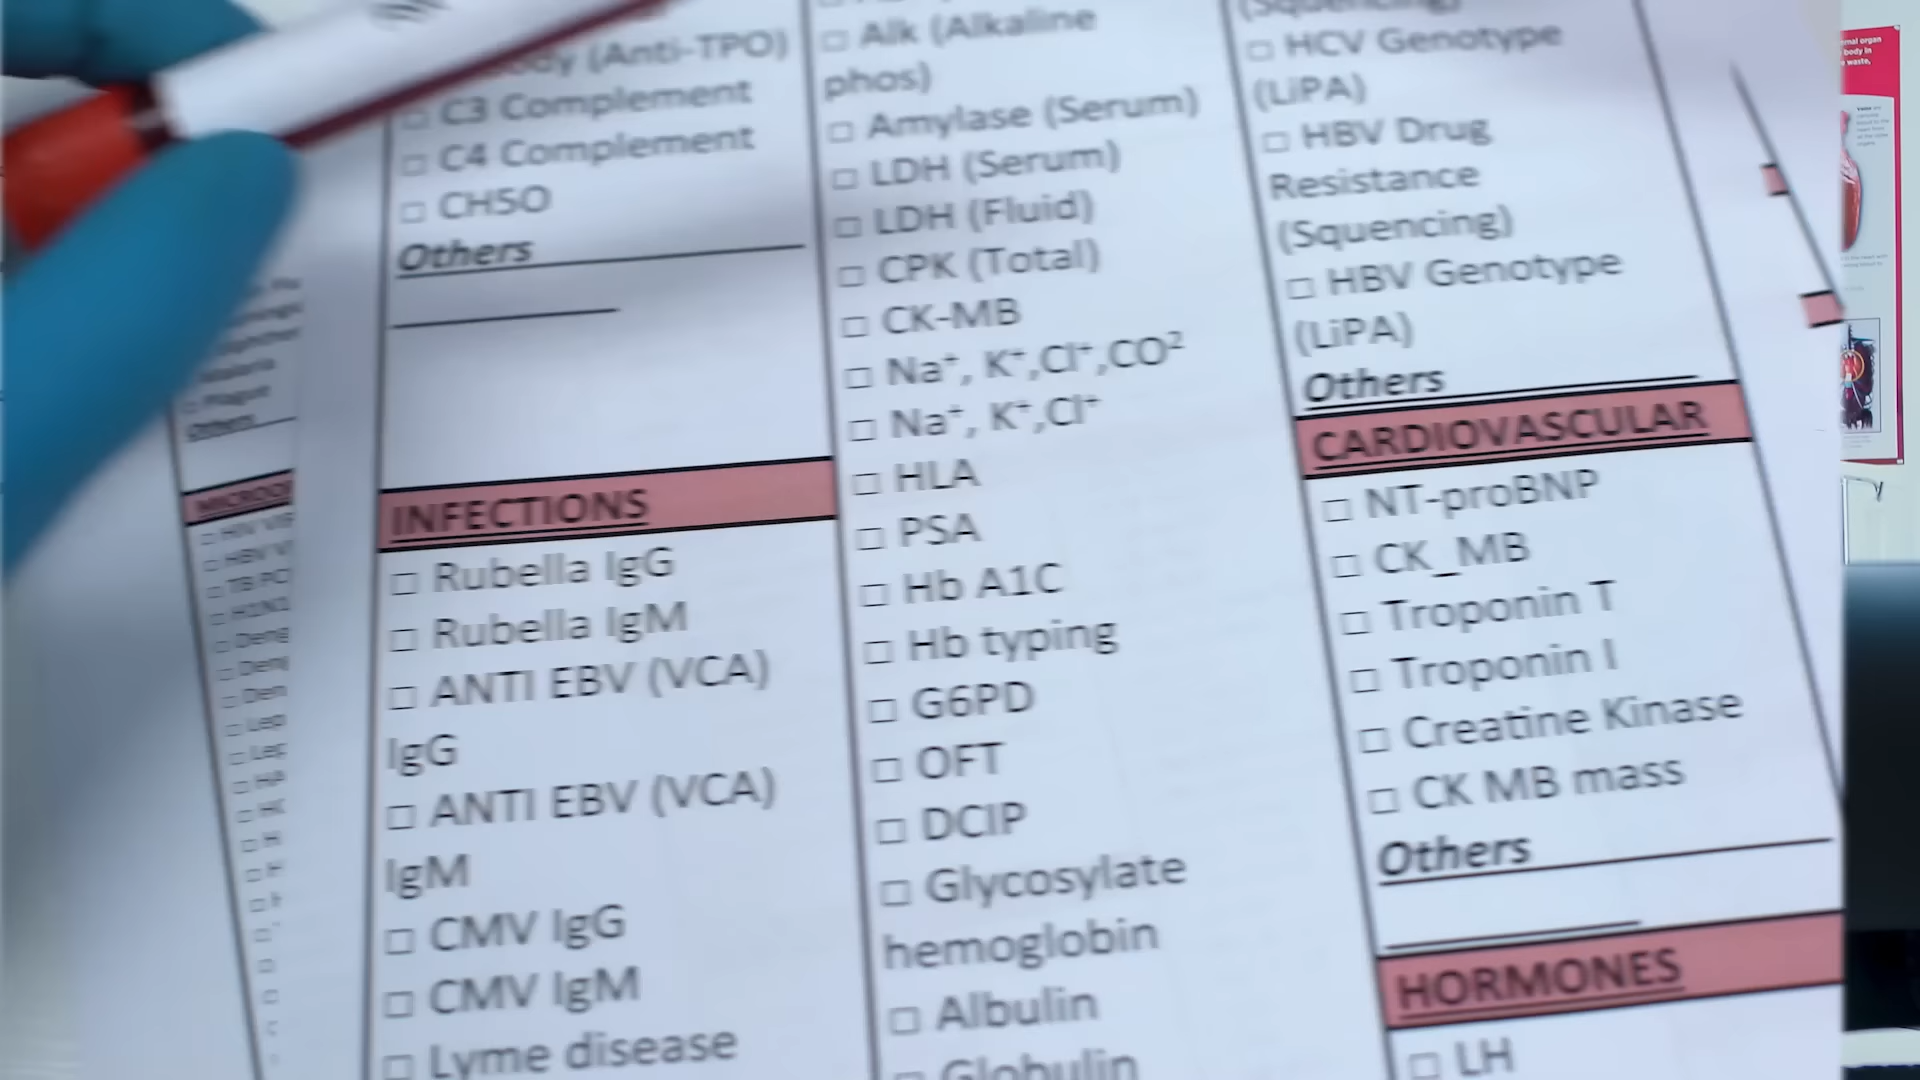 (Anti-TPO)
□ C3 Complement
□ C4 Complement
□ CH50
Others
INFECTIONS
□ Rubella IgG
□ Rubella IgM
□ ANTI EBV (VCA)
IgG
□ ANTI EBV (VCA)
IgM
□ CMV IgG
□ CMV IgM
□ Lyme disease
□ Alk (Alkaline
phos)
□ Amylase (Serum)
□ LDH (Serum)
□ LDH (Fluid)
□ CPK (Total)
□ CK-MB
□ Na⁺, K⁺,Cl⁺,CO²
□ Na⁺, K⁺,Cl⁺
□ HLA
□ PSA
□ Hb A1C
□ Hb typing
□ G6PD
□ OFT
□ DCIP
□ Glycosylate
hemoglobin
□ Albulin
□ Globulin
(Squencing)
□ HCV Genotype
(LiPA)
□ HBV Drug
Resistance
(Squencing)
□ HBV Genotype
(LiPA)
Others
CARDIOVASCULAR
□ NT-proBNP
□ CK_MB
□ Troponin T
□ Troponin I
□ Creatine Kinase
□ CK MB mass
Others
HORMONES
□ LH